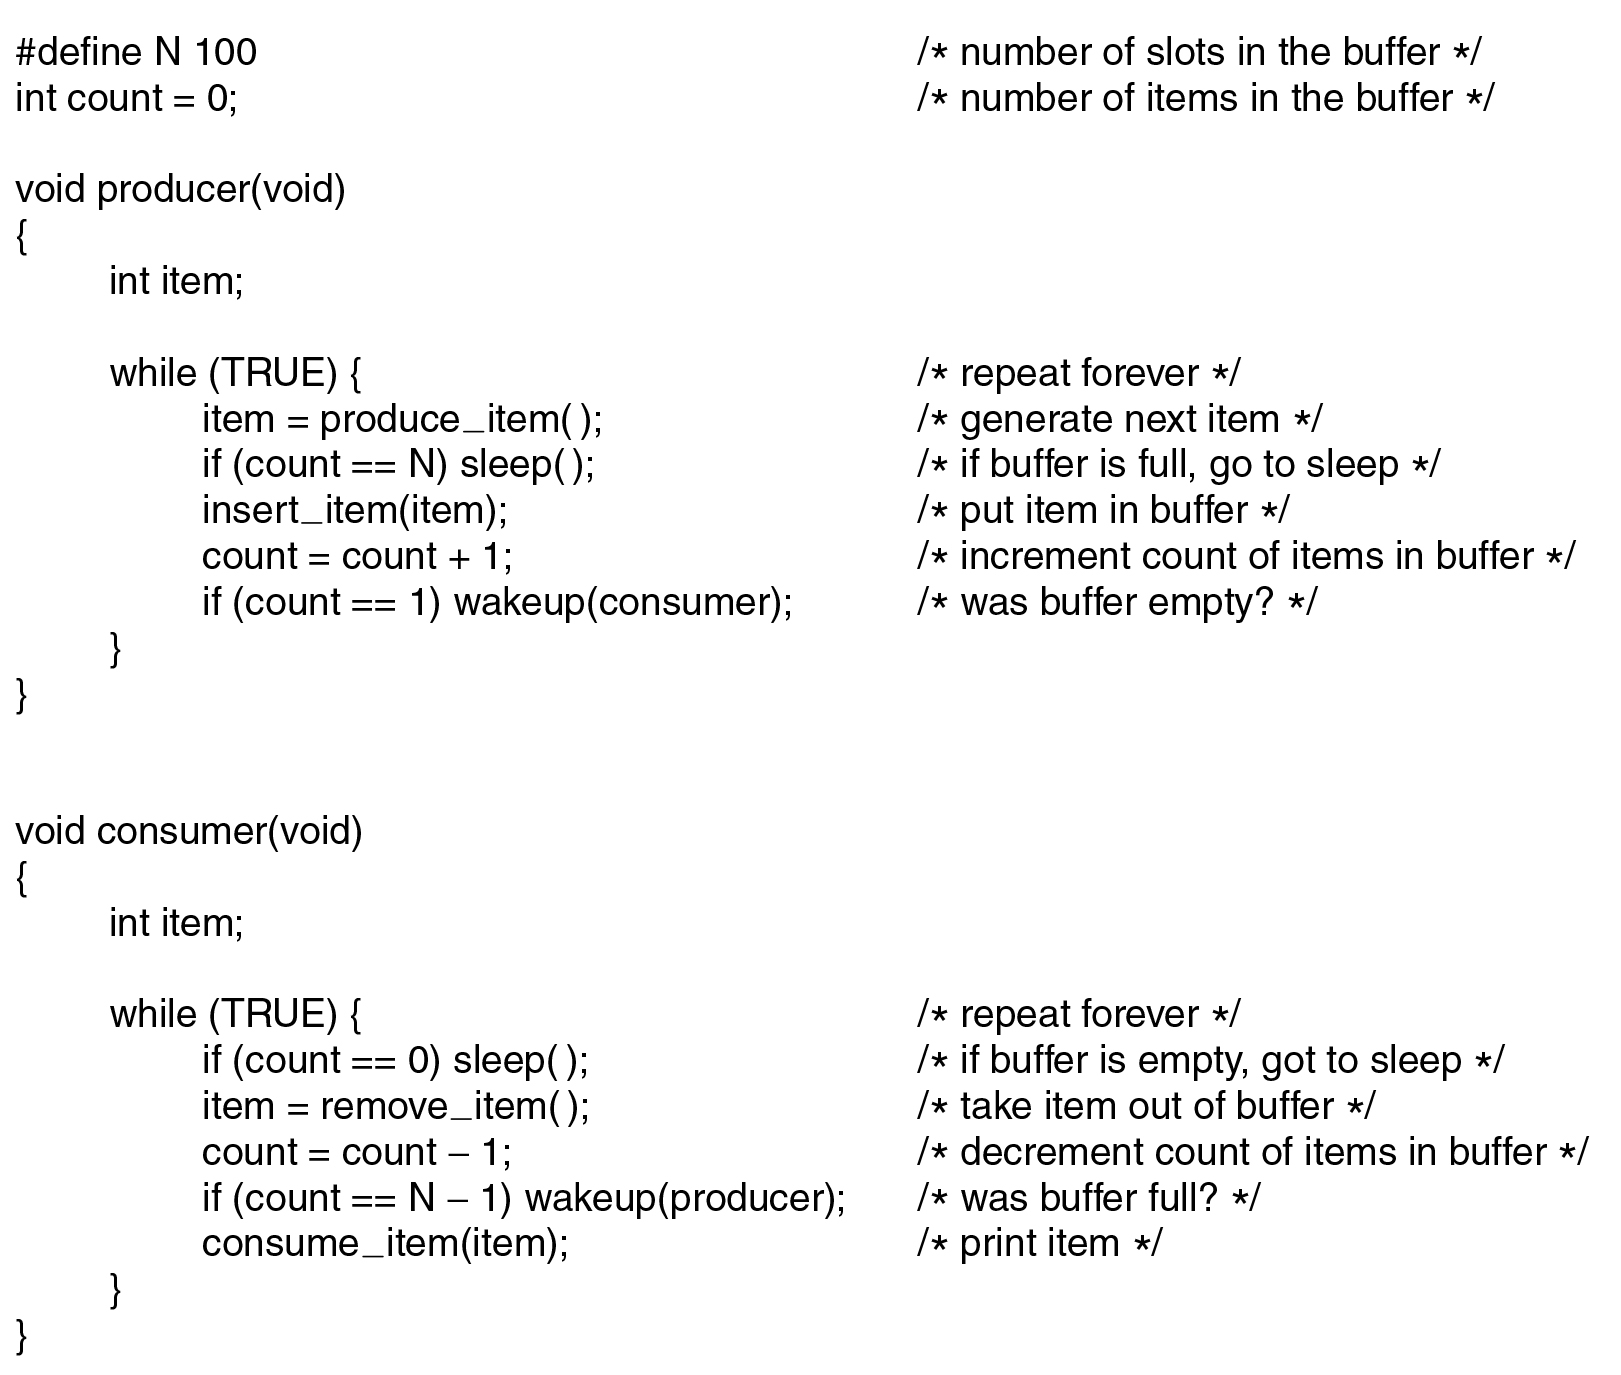 #define N 100 /* number of slots in the buffer */
int count = 0; /* number of items in the buffer */
void producer(void)
{
int item;
while (TRUE) { /* repeat forever */
item = produce_item( ); /* generate next item */
if (count == N) sleep( ); /* if buffer is full, go to sleep */
insert_item(item); /* put item in buffer */
count = count + 1; /* increment count of items in buffer */
if (count == 1) wakeup(consumer); /* was buffer empty? */
}
}
void consumer(void)
{
int item;
while (TRUE) { /* repeat forever */
if (count == 0) sleep( ); /* if buffer is empty, got to sleep */
item = remove_item( ); /* take item out of buffer */
count = count – 1; /* decrement count of items in buffer */
if (count == N – 1) wakeup(producer); /* was buffer full? */
consume_item(item); /* print item */
}
}